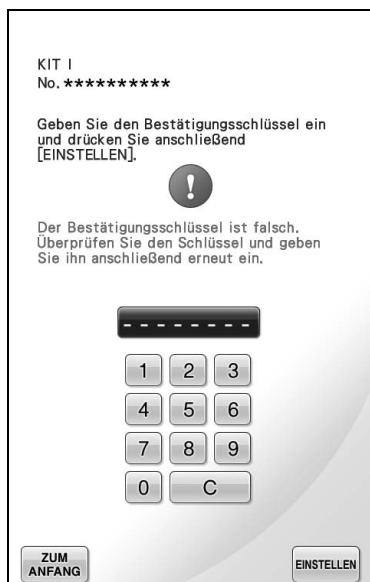 KIT I
No. **********
Geben Sie den Bestätigungsschlüssel ein
und drücken Sie anschließend
[EINSTELLEN].
!
Der Bestätigungsschlüssel ist falsch.
Überprüfen Sie den Schlüssel und geben
Sie ihn anschließend erneut ein.
- - - - - - - -
1 2 3
4 5 6
7 8 9
0 C
ZUM
ANFANG
EINSTELLEN